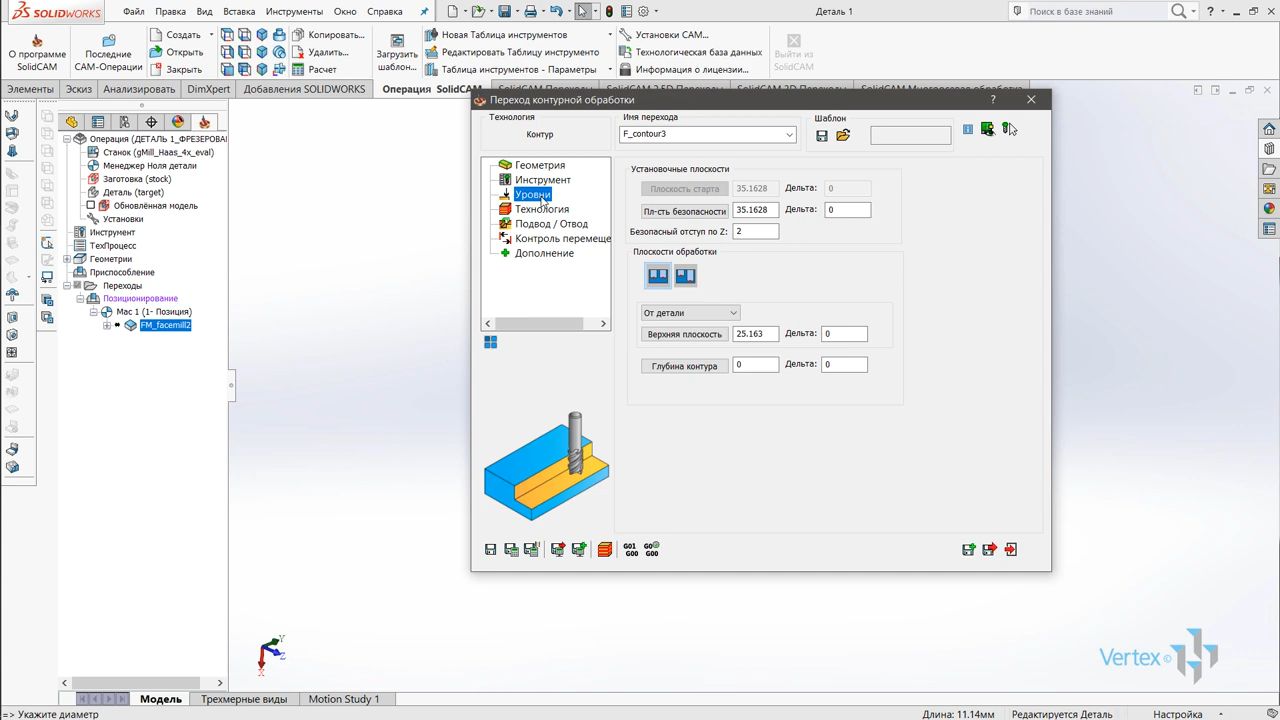 SOLIDWORKS
Файл Правка Вид Вставка Инструменты Окно Справка
Деталь 1
Поиск в базе знаний
О программе SolidCAM
Последние САМ-Операции
Создать
Открыть
Закрыть
Копировать...
Удалить...
Расчет
Загрузить шаблон...
Новая Таблица инструментов
Редактировать Таблицу инструменто
Таблица инструментов - Параметры
Установки CAM...
Технологическая база данных
Информация о лицензии...
Выйти из SolidCAM
Элементы Эскиз Анализировать DimXpert Добавления SOLIDWORKS Операция SolidCAM
Операция (ДЕТАЛЬ 1_ФРЕЗЕРОВАН
Станок (gMill_Haas_4x_eval)
Менеджер Ноля детали
Заготовка (stock)
Деталь (target)
Обновлённая модель
Установки
Инструмент
ТехПроцесс
Геометрии
Приспособление
Переходы
Позиционирование
Mac 1 (1- Позиция)
FM_facemill2
Переход контурной обработки
?
Технология
Контур
Имя перехода
F_contour3
Шаблон
Геометрия
Инструмент
Уровни
Технология
Подвод / Отвод
Контроль перемеще
Дополнение
Установочные плоскости
Плоскость старта 35.1628 Дельта: 0
Пл-сть безопасности 35.1628 Дельта: 0
Безопасный отступ по Z: 2
Плоскости обработки
От детали
Верхняя плоскость 25.163 Дельта: 0
Глубина контура 0 Дельта: 0
G01 G00
G00
Y
Z
X
Vertex ©
Модель Трехмерные виды Motion Study 1
=> Укажите диаметр
Длина: 11.14мм Редактируется Деталь Настройка